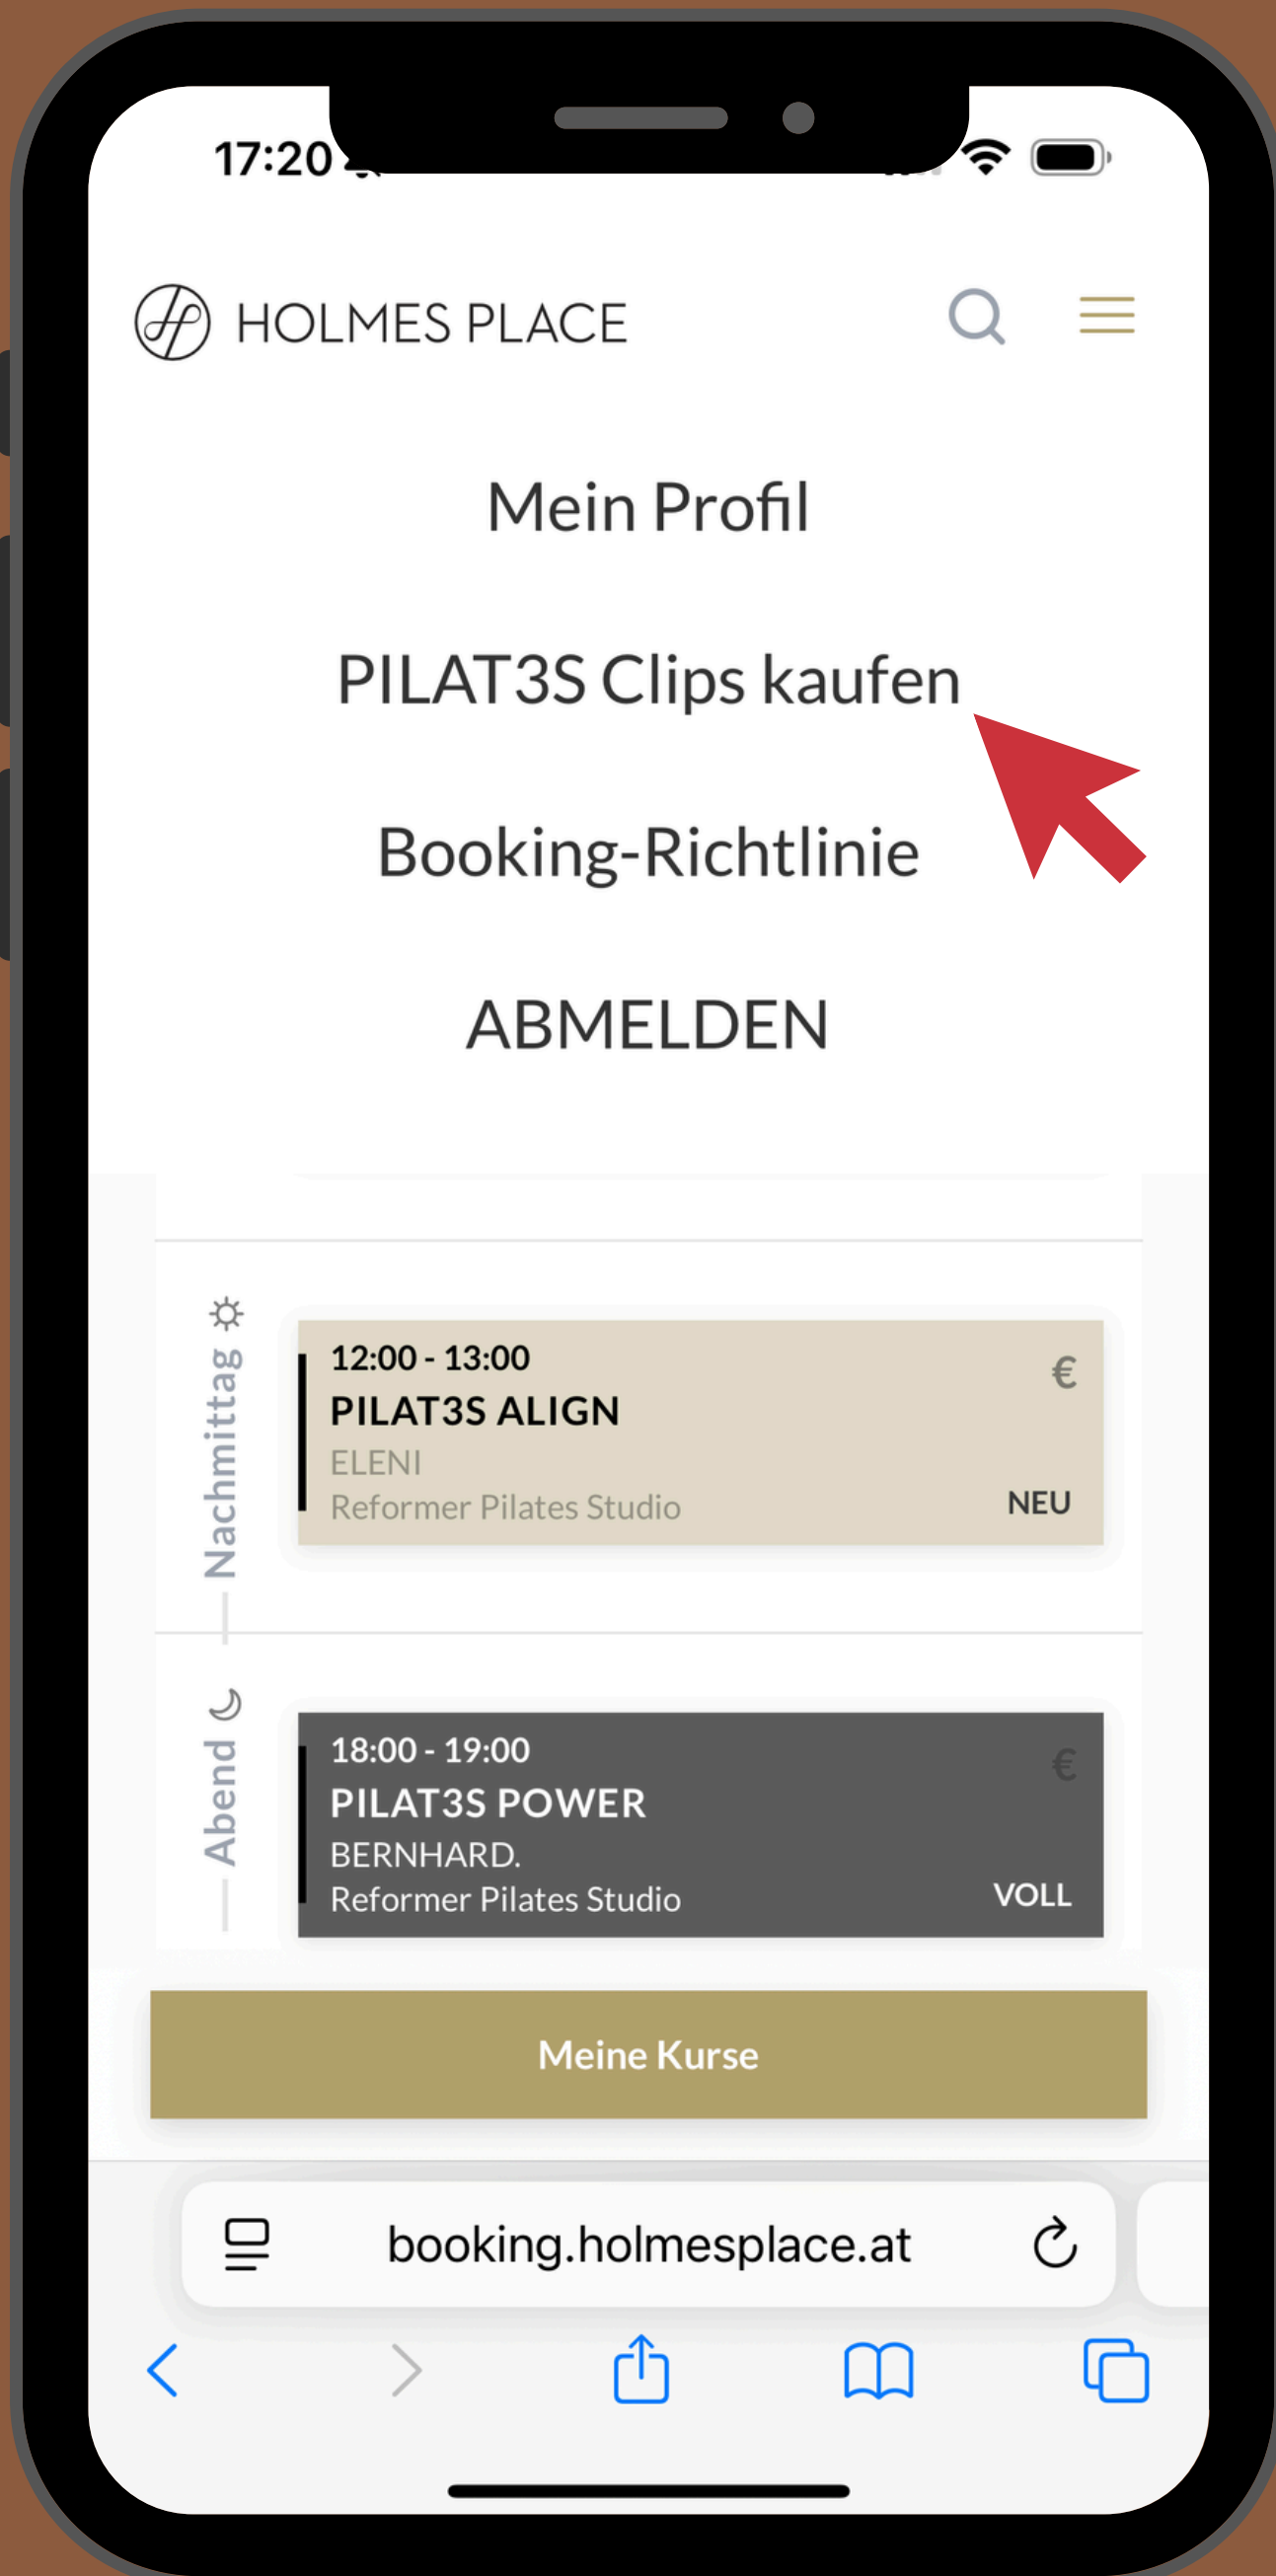 17:20
HOLMES PLACE
Mein Profil
PILAT3S Clips kaufen
Booking-Richtlinie
ABMELDEN
Nachmittag
12:00 - 13:00
€
PILAT3S ALIGN
ELENI
Reformer Pilates Studio
NEU
Abend
18:00 - 19:00
€
PILAT3S POWER
BERNHARD.
Reformer Pilates Studio
VOLL
Meine Kurse
booking.holmesplace.at